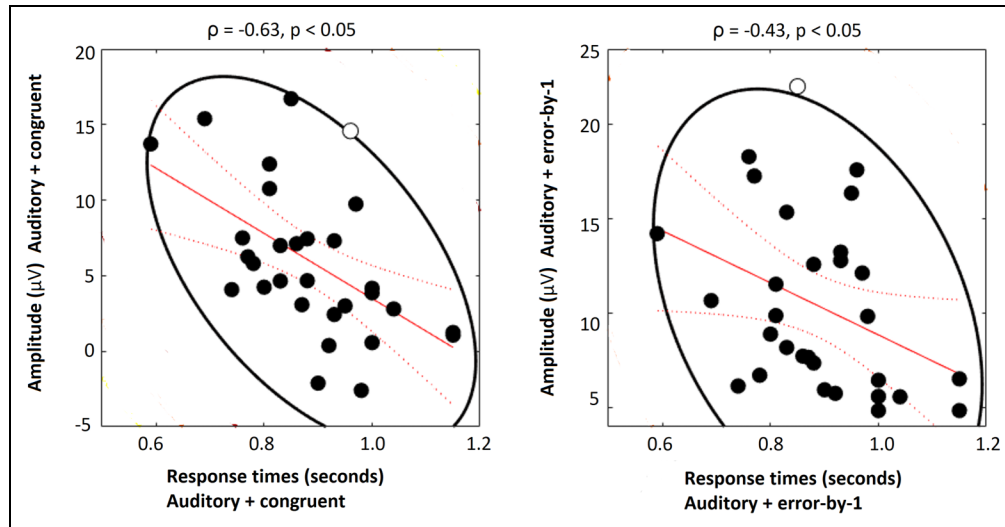 ρ = -0.63, p < 0.05
Amplitude (μV) Auditory + congruent
20
15
10
5
0
-5
0.6
0.8
1.0
1.2
Response times (seconds)
Auditory + congruent
ρ = -0.43, p < 0.05
Amplitude (μV) Auditory + error-by-1
25
20
15
10
5
0.6
0.8
1.0
1.2
Response times (seconds)
Auditory + error-by-1